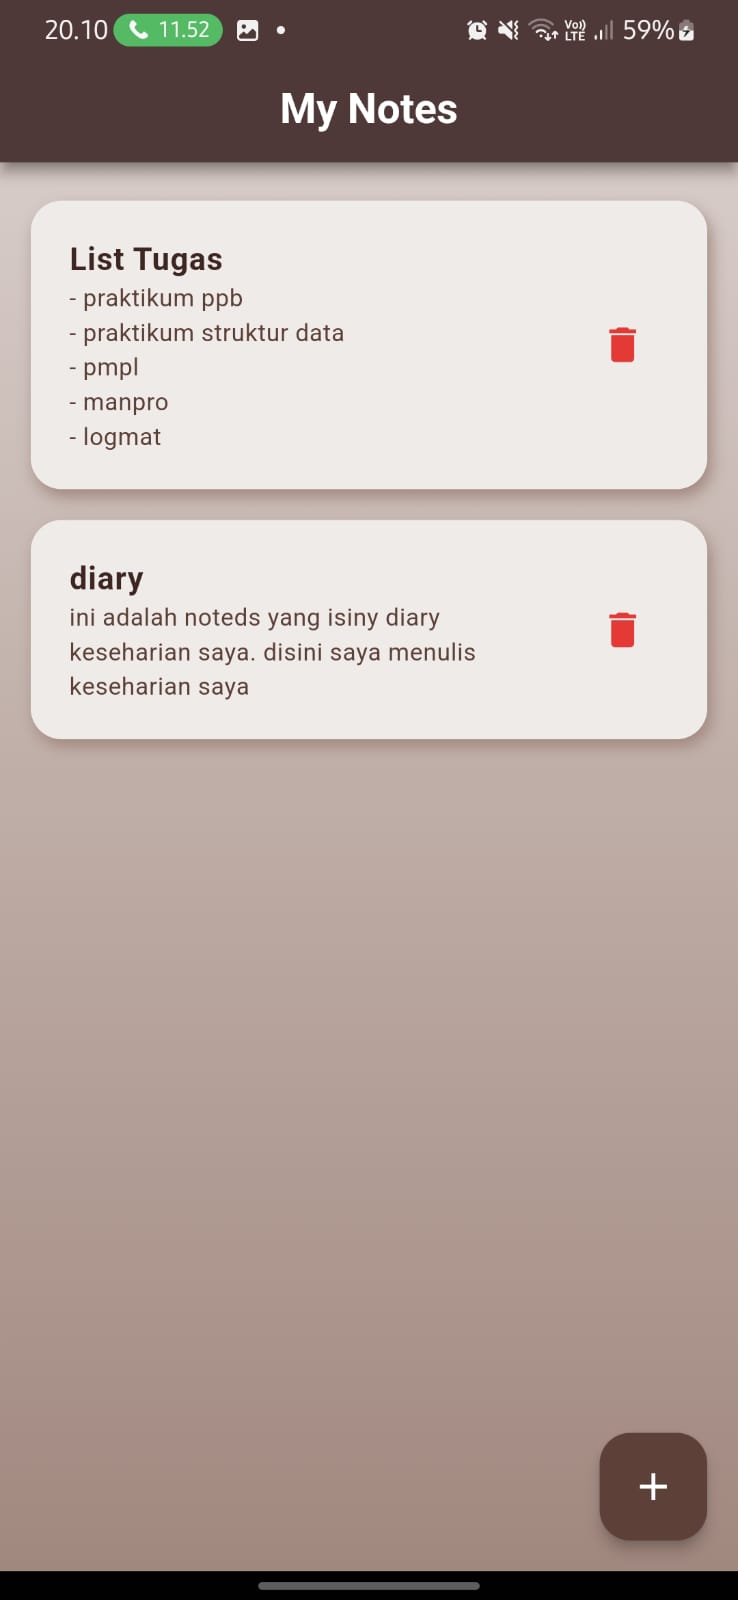 20.10 11.52 Vo)) LTE 59%
My Notes
List Tugas
- praktikum ppb
- praktikum struktur data
- pmpl
- manpro
- logmat
diary
ini adalah noteds yang isiny diary
keseharian saya. disini saya menulis
keseharian saya